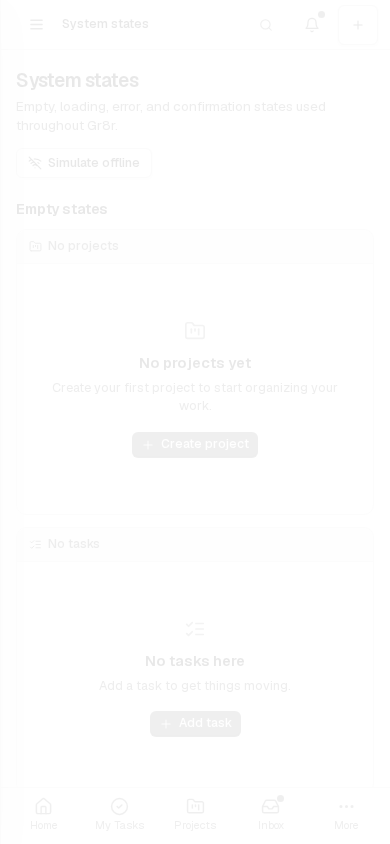 System states
System states
Empty, loading, error, and confirmation states used
throughout Gr8r.
Simulate offline
Empty states
No projects
No projects yet
Create your first project to start organizing your
work.
Create project
No tasks
No tasks here
Add a task to get things moving.
Add task
Home
My Tasks
Projects
Inbox
More